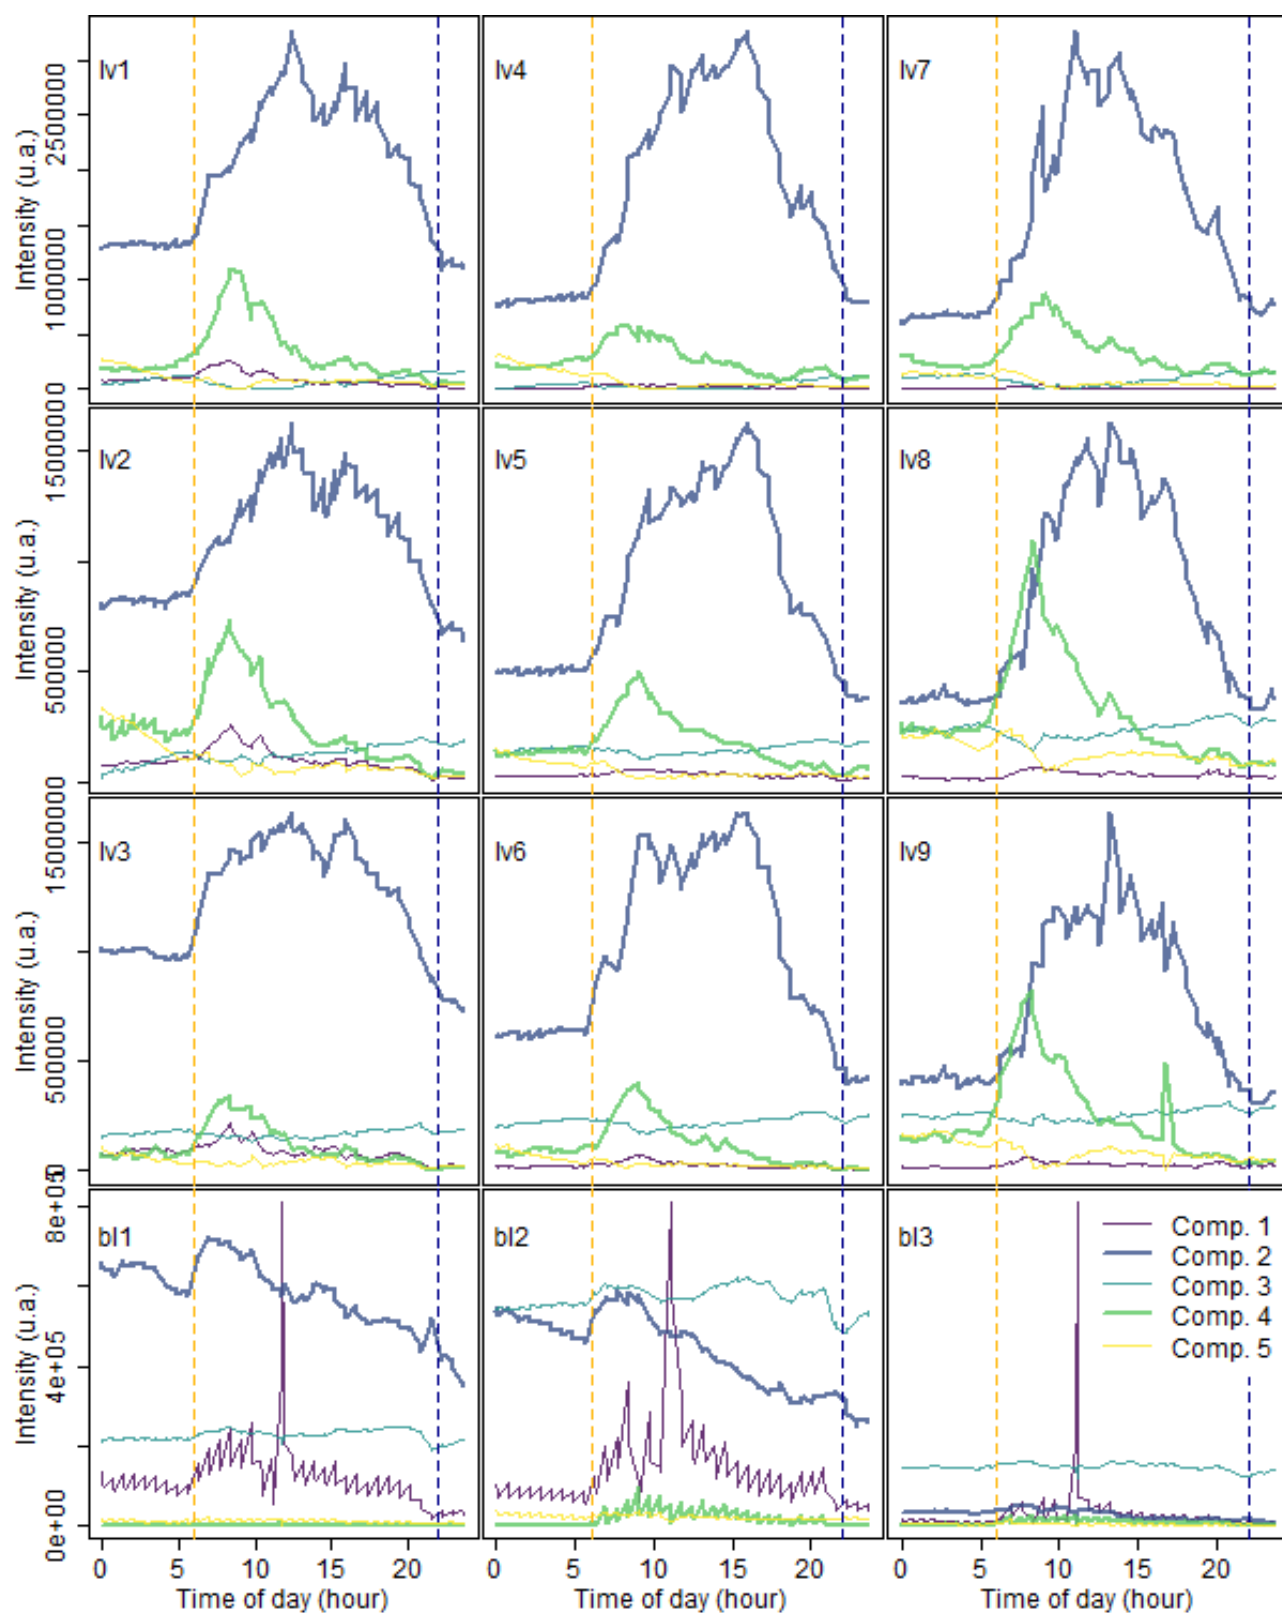 lv1
lv4
lv7
Intensity (u.a.)
0
1000000
2500000
lv2
lv5
lv8
Intensity (u.a.)
0
500000
1500000
lv3
lv6
lv9
Intensity (u.a.)
0
500000
1500000
bl1
bl2
bl3
Intensity (u.a.)
0e+00
4e+05
8e+05
Comp. 1
Comp. 2
Comp. 3
Comp. 4
Comp. 5
0 5 10 15 20
0 5 10 15 20
0 5 10 15 20
Time of day (hour)
Time of day (hour)
Time of day (hour)